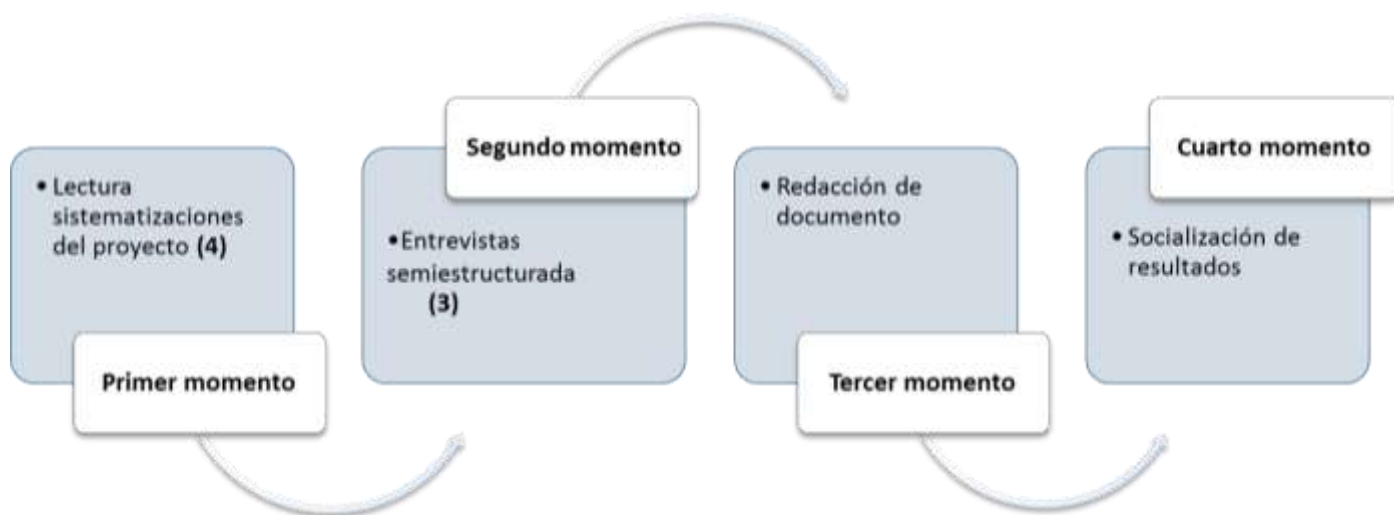 • Lectura
sistematizaciones
del proyecto (4)
Primer momento
Segundo momento
•Entrevistas
semiestructurada
(3)
• Redacción de
documento
Tercer momento
Cuarto momento
• Socialización de
resultados